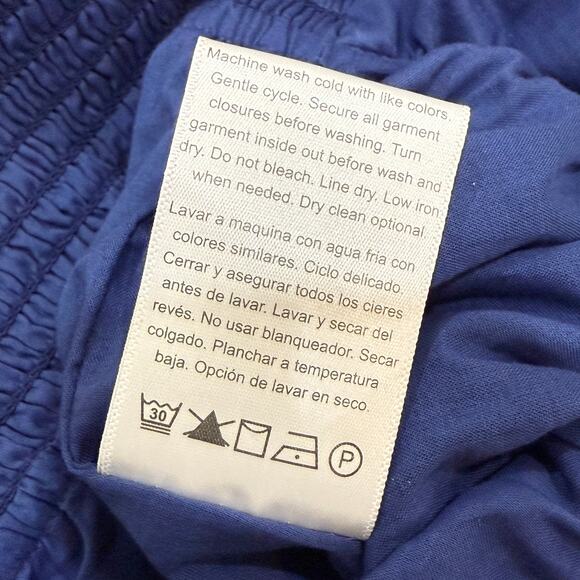 Machine wash cold with like colors.
Gentle cycle. Secure all garment
closures before washing. Turn
garment inside out before wash and
dry. Do not bleach. Line dry. Low iron
when needed. Dry clean optional
Lavar a maquina con agua fria con
colores similares. Ciclo delicado.
Cerrar y asegurar todos los cieres
antes de lavar. Lavar y secar del
revés. No usar blanqueador. Secar
colgado. Planchar a temperatura
baja. Opción de lavar en seco.
30 P